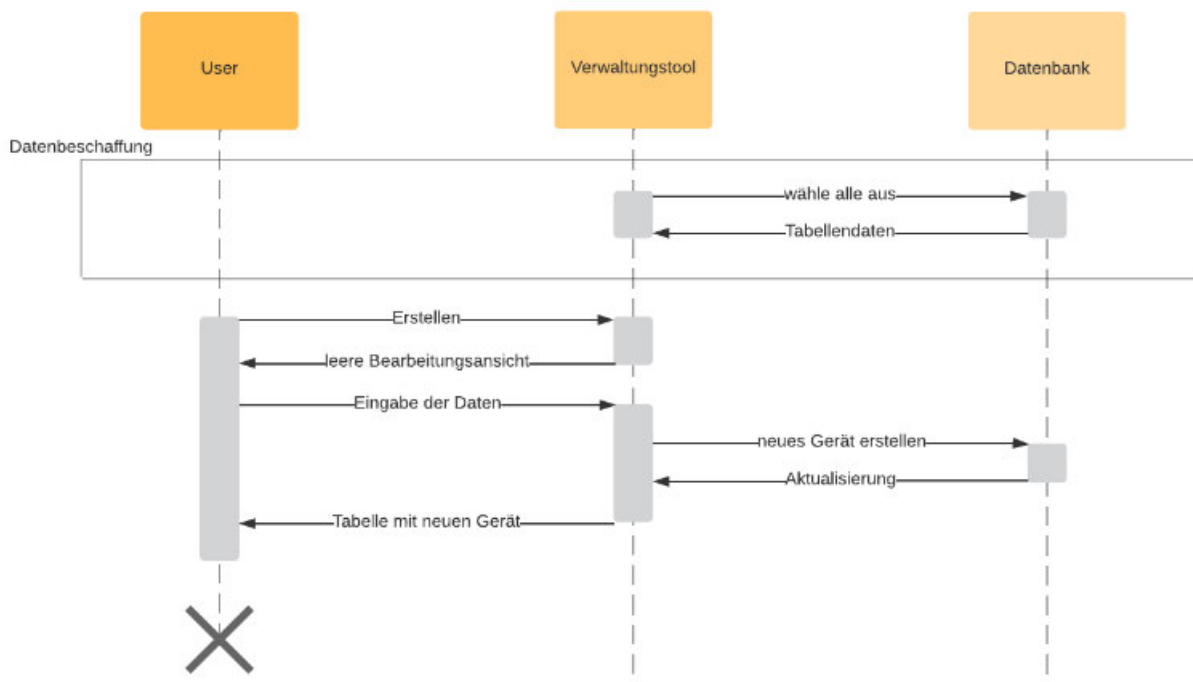 User
Verwaltungstool
Datenbank
Datenbeschaffung
wähle alle aus
Tabellendaten
Erstellen
leere Bearbeitungsansicht
Eingabe der Daten
neues Gerät erstellen
Aktualisierung
Tabelle mit neuen Gerät